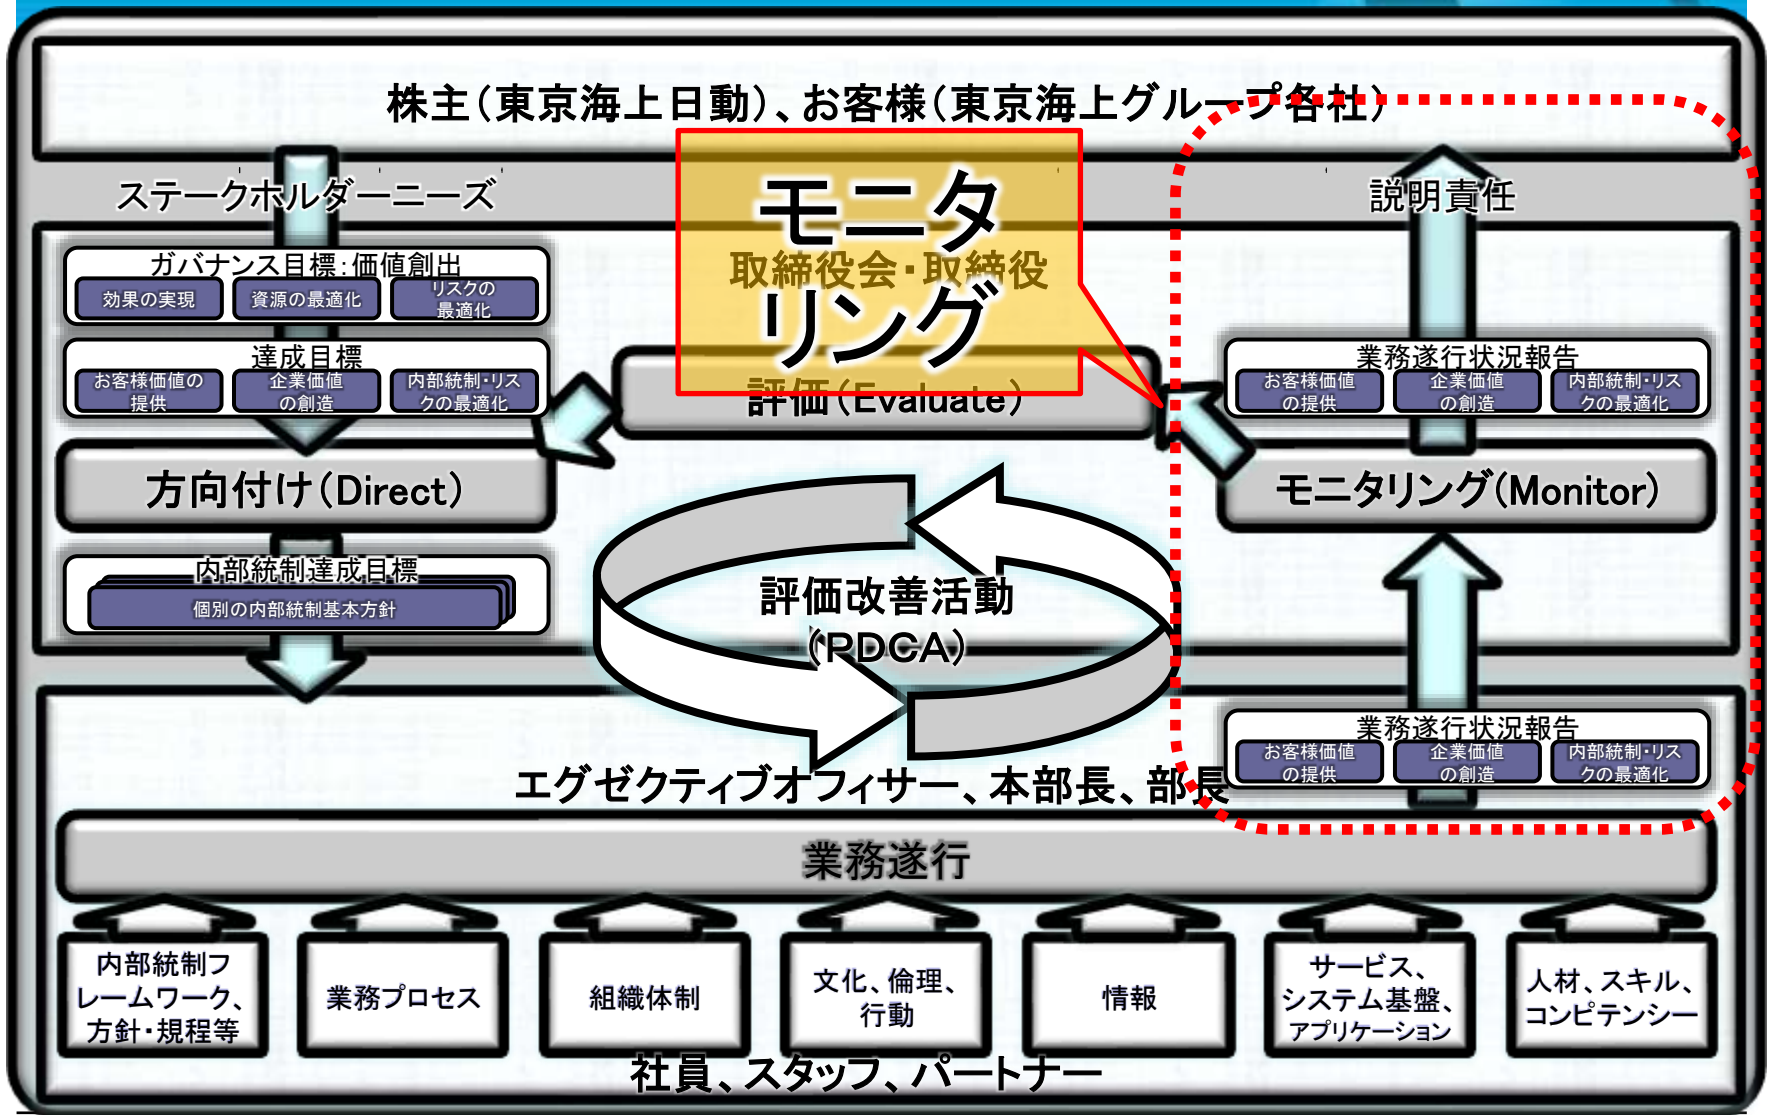 株主（東京海上日動）、お客様（東京海上グループ各社）
ステークホルダーニーズ
説明責任
モニタ
リング
取締役会・取締役
ガバナンス目標：価値創出
効果の実現
資源の最適化
リスクの
最適化
達成目標
お客様価値の
提供
企業価値
の創造
内部統制・リス
クの最適化
評価（Evaluate）
業務遂行状況報告
お客様価値
の提供
企業価値
の創造
内部統制・リス
クの最適化
方向付け（Direct）
モニタリング（Monitor）
内部統制達成目標
個別の内部統制基本方針
評価改善活動
（PDCA）
業務遂行状況報告
お客様価値
の提供
企業価値
の創造
内部統制・リス
クの最適化
エグゼクティブオフィサー、本部長、部長
業務遂行
内部統制フ
レームワーク、
方針・規程等
業務プロセス
組織体制
文化、倫理、
行動
情報
サービス、
システム基盤、
アプリケーション
人材、スキル、
コンピテンシー
社員、スタッフ、パートナー